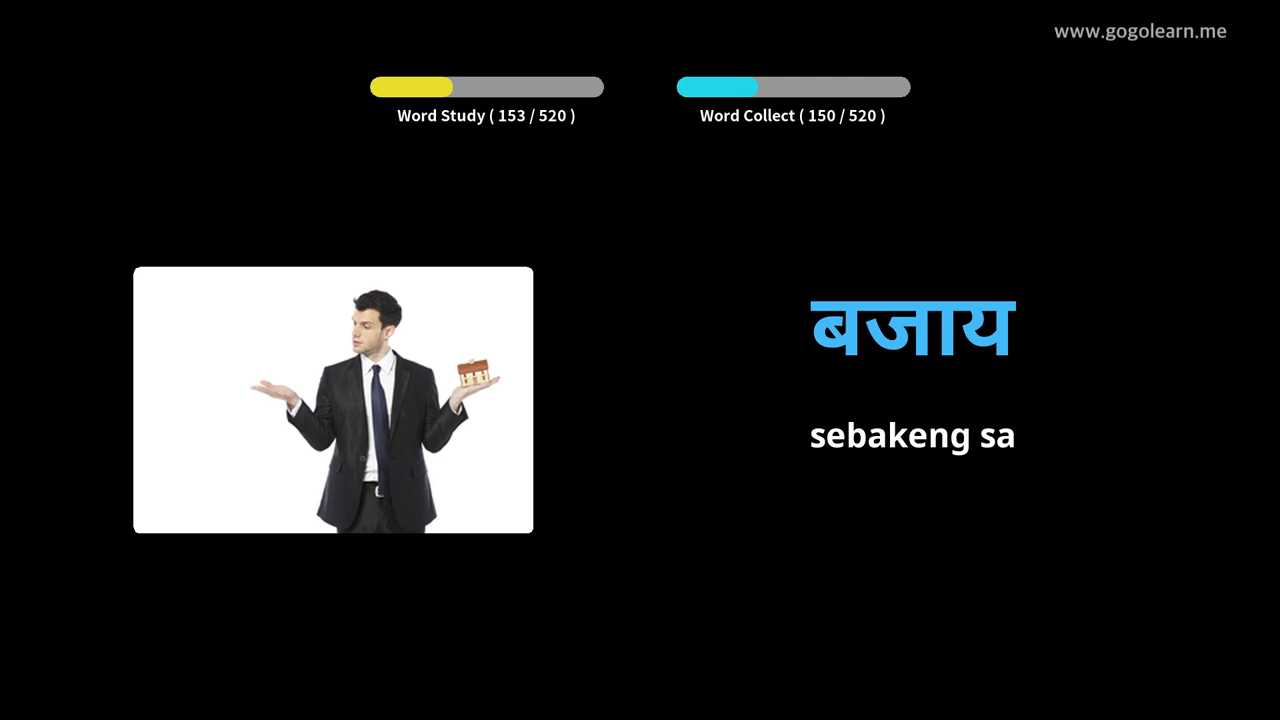 www.gogolearn.me
Word Study ( 153 / 520 )
Word Collect ( 150 / 520 )
बजाय
sebakeng sa